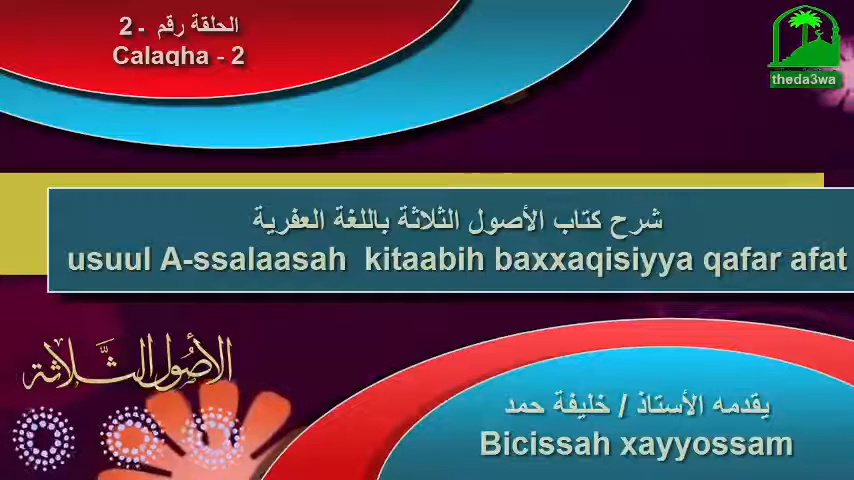 الحلقة رقم - 2
Calaqha - 2
theda3wa
شرح كتاب الأصول الثلاثة باللغة العفرية
usuul A-ssalaasah kitaabih baxxaqisiyya qafar afat
الأصول الثلاثة
يقدمه الأستاذ / خليفة حمد
Bicissah xayyossam